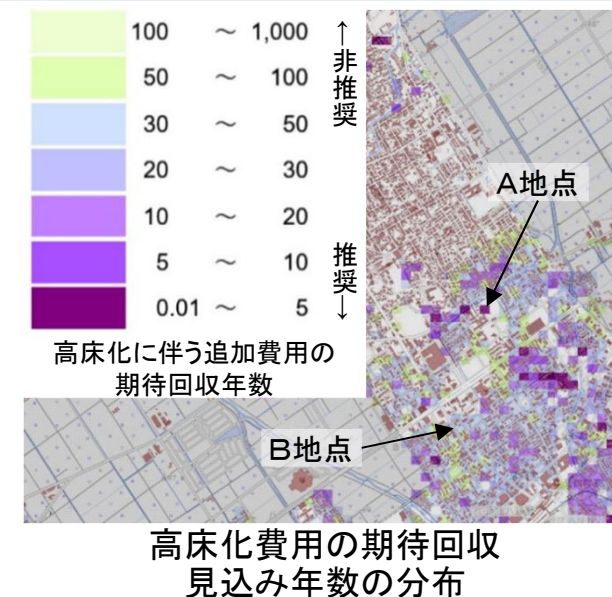 100 ～ 1,000
50 ～ 100
30 ～ 50
20 ～ 30
10 ～ 20
5 ～ 10
0.01 ～ 5
↑非推奨
推奨↓
高床化に伴う追加費用の
期待回収年数
A地点
B地点
高床化費用の期待回収
見込み年数の分布